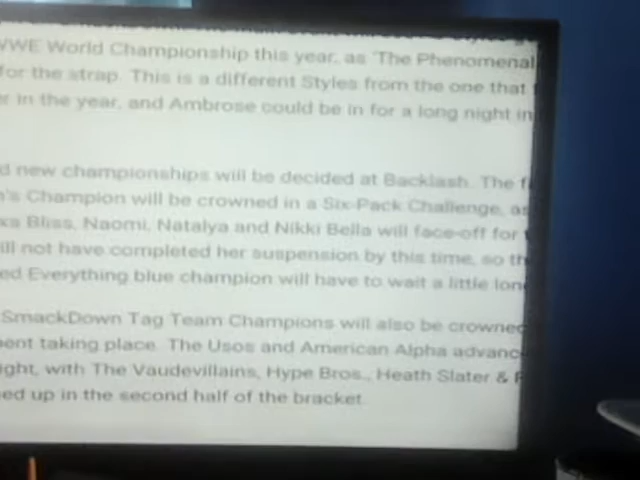 WWE World Championship this year, as 'The Phenomenal
for the strap. This is a different Styles from the one that
in the year, and Ambrose could be in for a long night in
new championships will be decided at Backlash. The
Champion will be crowned in a Six-Pack Challenge, as
Bliss, Naomi, Natalya and Nikki Bella will face-off for
not have completed her suspension by this time, so
Everything blue champion will have to wait a little
SmackDown Tag Team Champions will also be crowned
taking place. The Usos and American Alpha
with The Vaudevillains, Hype Bros., Heath Slater &
up in the second half of the bracket.